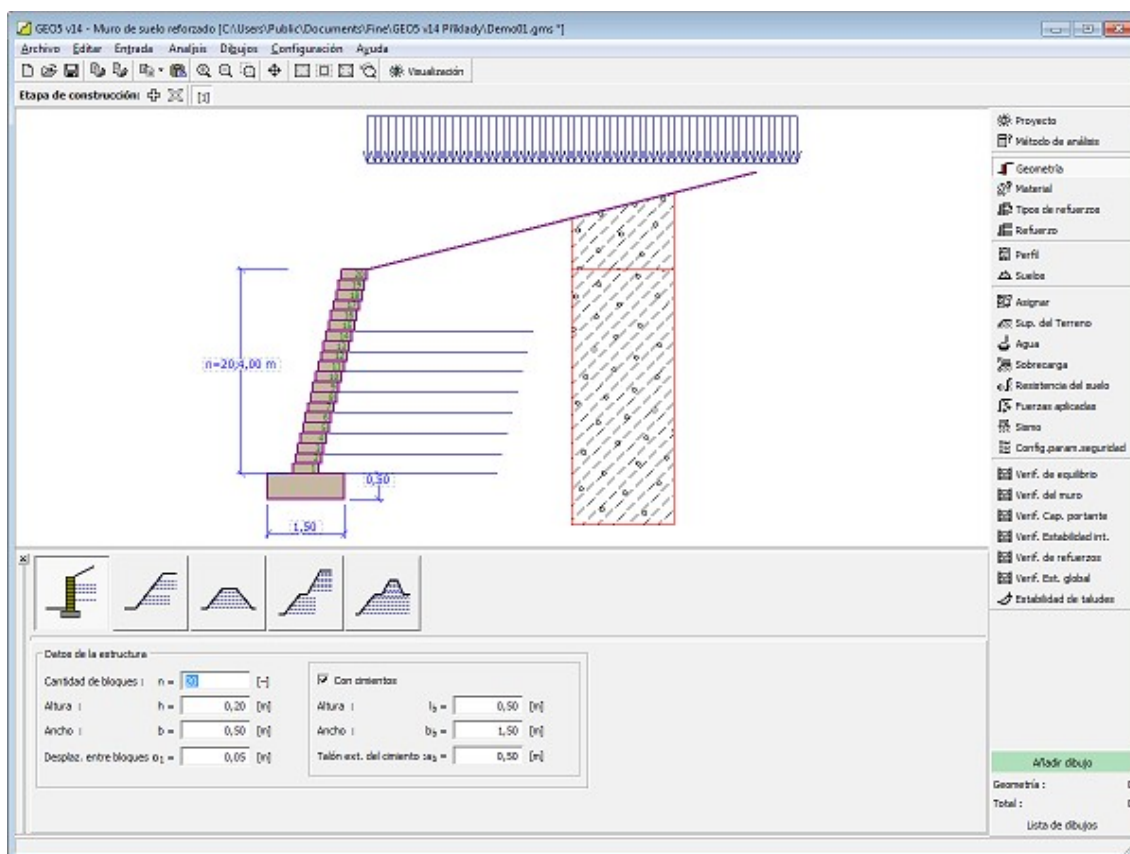 GEO5 v14 - Muro de suelo reforzado [C:\Users\Public\Documents\Fine\GEO5 v14 Příklady\Demo01.gms *]
Archivo Editar Entrada Analjsis Dibujos Configuración Ayuda
Visualización
Etapa de construcción: [1]
Proyecto
Método de análisis
Geometría
Material
Tipos de refuerzos
Refuerzo
Perfil
Suelos
Asignar
Sup. del Terreno
Agua
Sobrecarga
Resistencia del suelo
Fuerzas aplicadas
Sismo
Config.param.seguridad
Verif. de equilibrio
Verif. del muro
Verif. Cap. portante
Verif. Estabilidad int.
Verif. de refuerzos
Verif. Est. global
Estabilidad de taludes
n=20;4,00 m
0,50
1,50
Datos de la estructura
Cantidad de bloques : n = 20 [-]
Altura : h = 0,20 [m]
Ancho : b = 0,50 [m]
Desplaz. entre bloques o1 = 0,05 [m]
Con cimientos
Altura : l_b = 0,50 [m]
Ancho : b_b = 1,50 [m]
Talón ext. del cimiento :a_b = 0,50 [m]
Añadir dibujo
Geometría :
Total :
Lista de dibujos